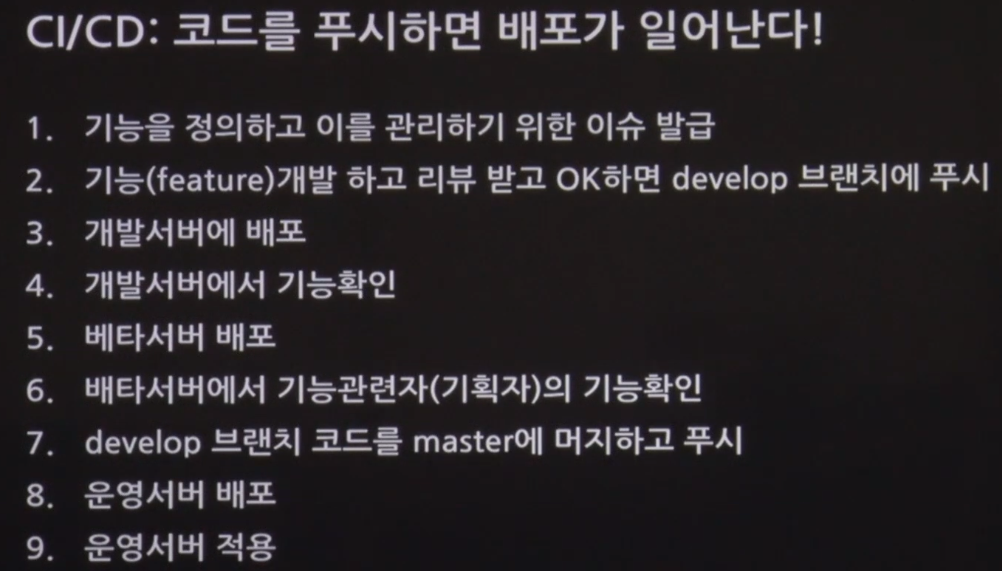 CI/CD: 코드를 푸시하면 배포가 일어난다!
1. 기능을 정의하고 이를 관리하기 위한 이슈 발급
2. 기능(feature)개발 하고 리뷰 받고 OK하면 develop 브랜치에 푸시
3. 개발서버에 배포
4. 개발서버에서 기능확인
5. 베타서버 배포
6. 배타서버에서 기능관련자(기획자)의 기능확인
7. develop 브랜치 코드를 master에 머지하고 푸시
8. 운영서버 배포
9. 운영서버 적용